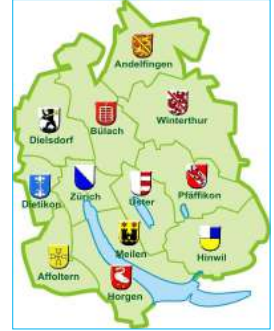 Andelfingen
Winterthur
Bülach
Dielsdorf
Dietikon
Zürich
Uster
Pfäffikon
Meilen
Hinwil
Affoltern
Horgen